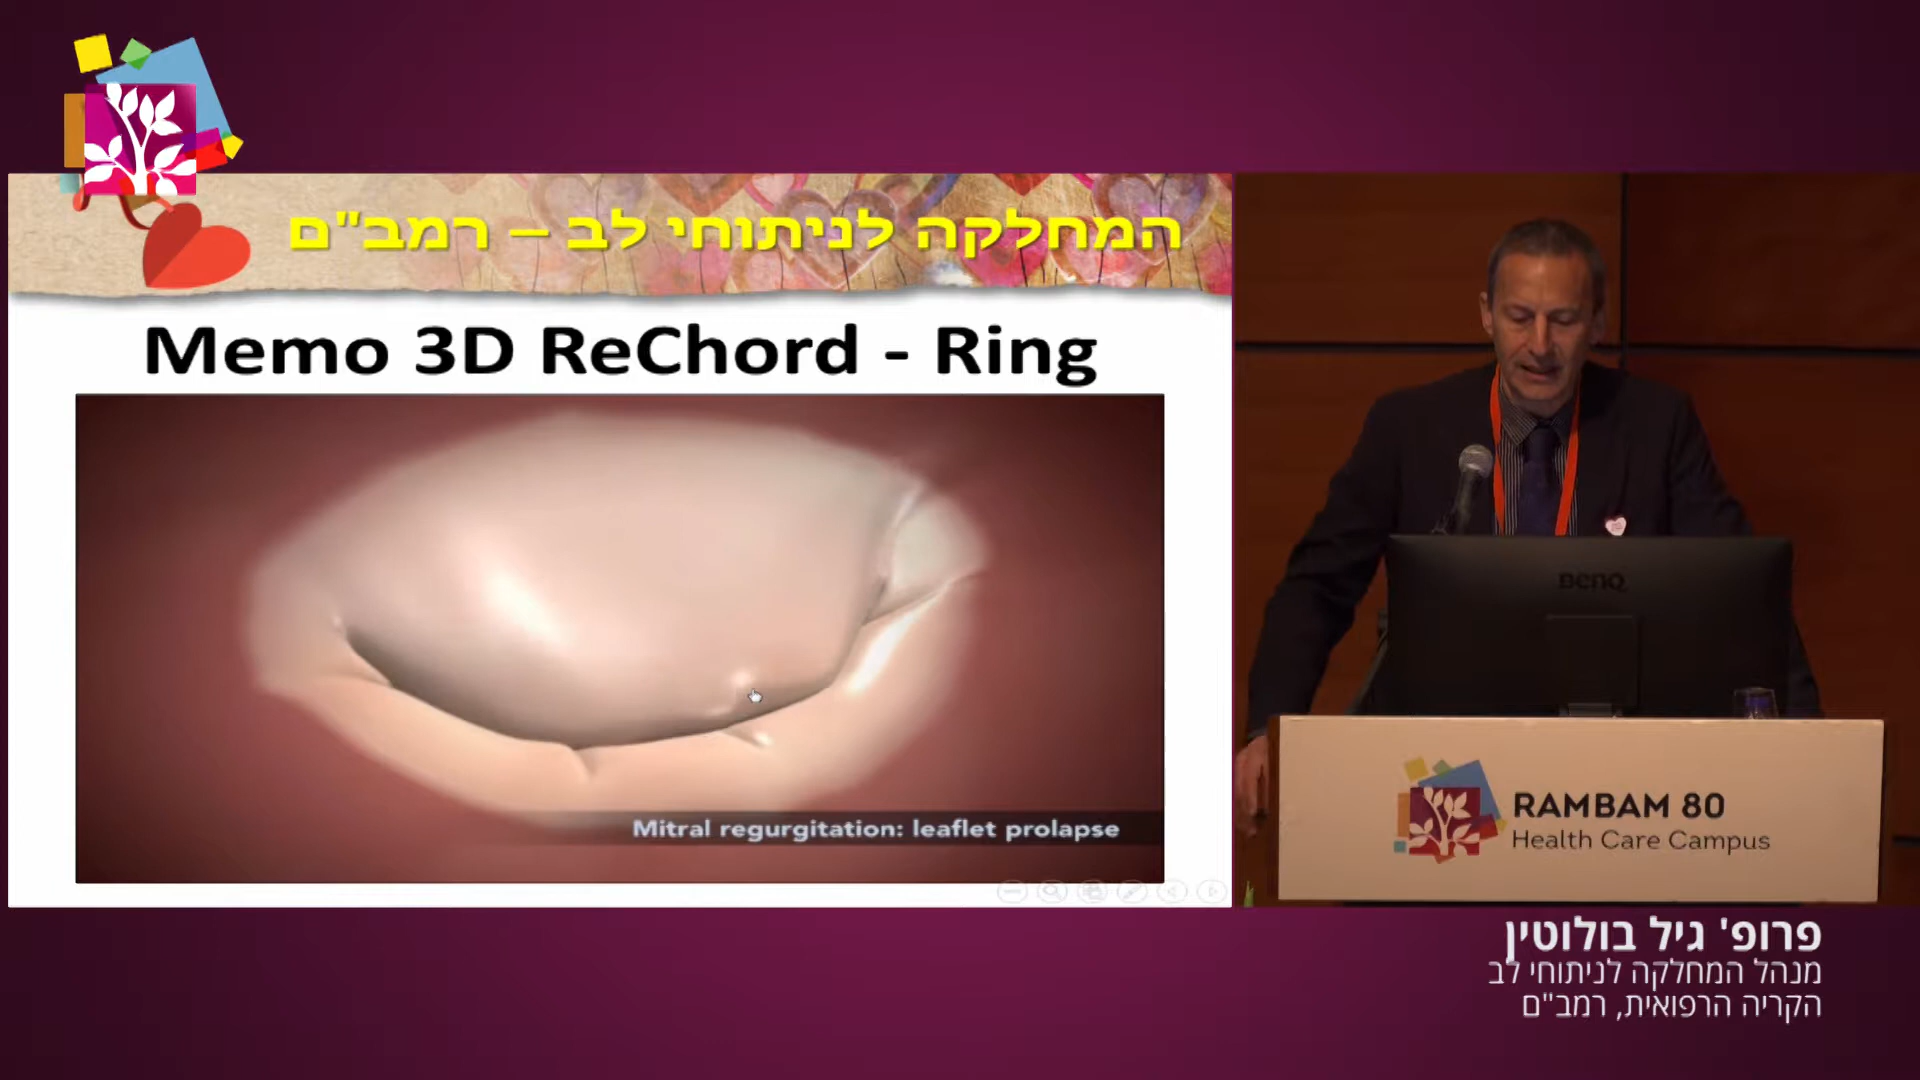 המחלקה לניתוחי לב – רמב"ם
Memo 3D ReChord - Ring
Mitral regurgitation: leaflet prolapse
BenQ
RAMBAM 80
Health Care Campus
פרופ' גיל בולוטין
מנהל המחלקה לניתוחי לב
הקריה הרפואית, רמב"ם